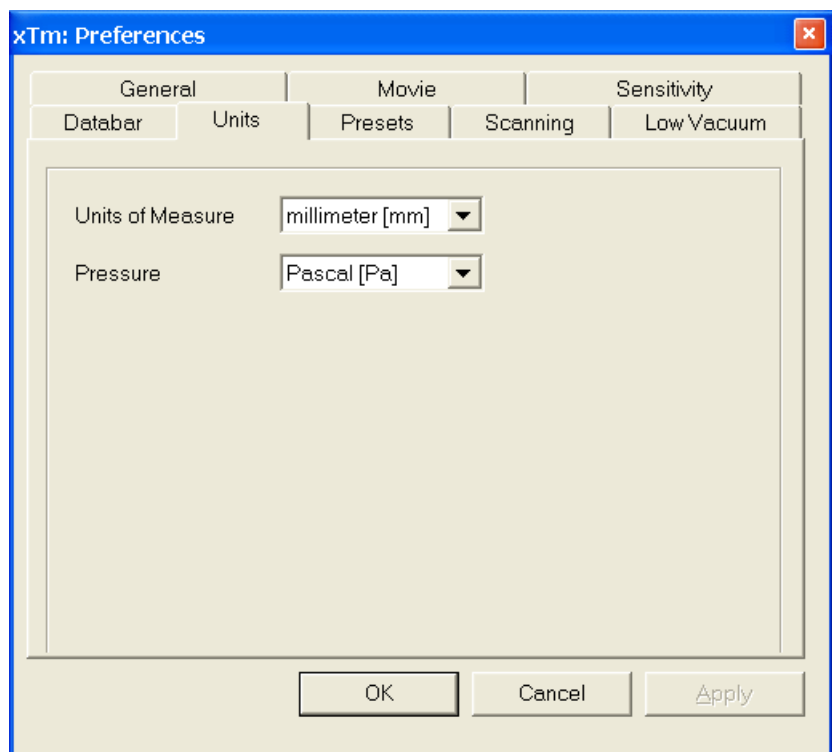 xTm: Preferences
General Movie Sensitivity
Databar Units Presets Scanning Low Vacuum
Units of Measure millimeter [mm]
Pressure Pascal [Pa]
OK Cancel Apply